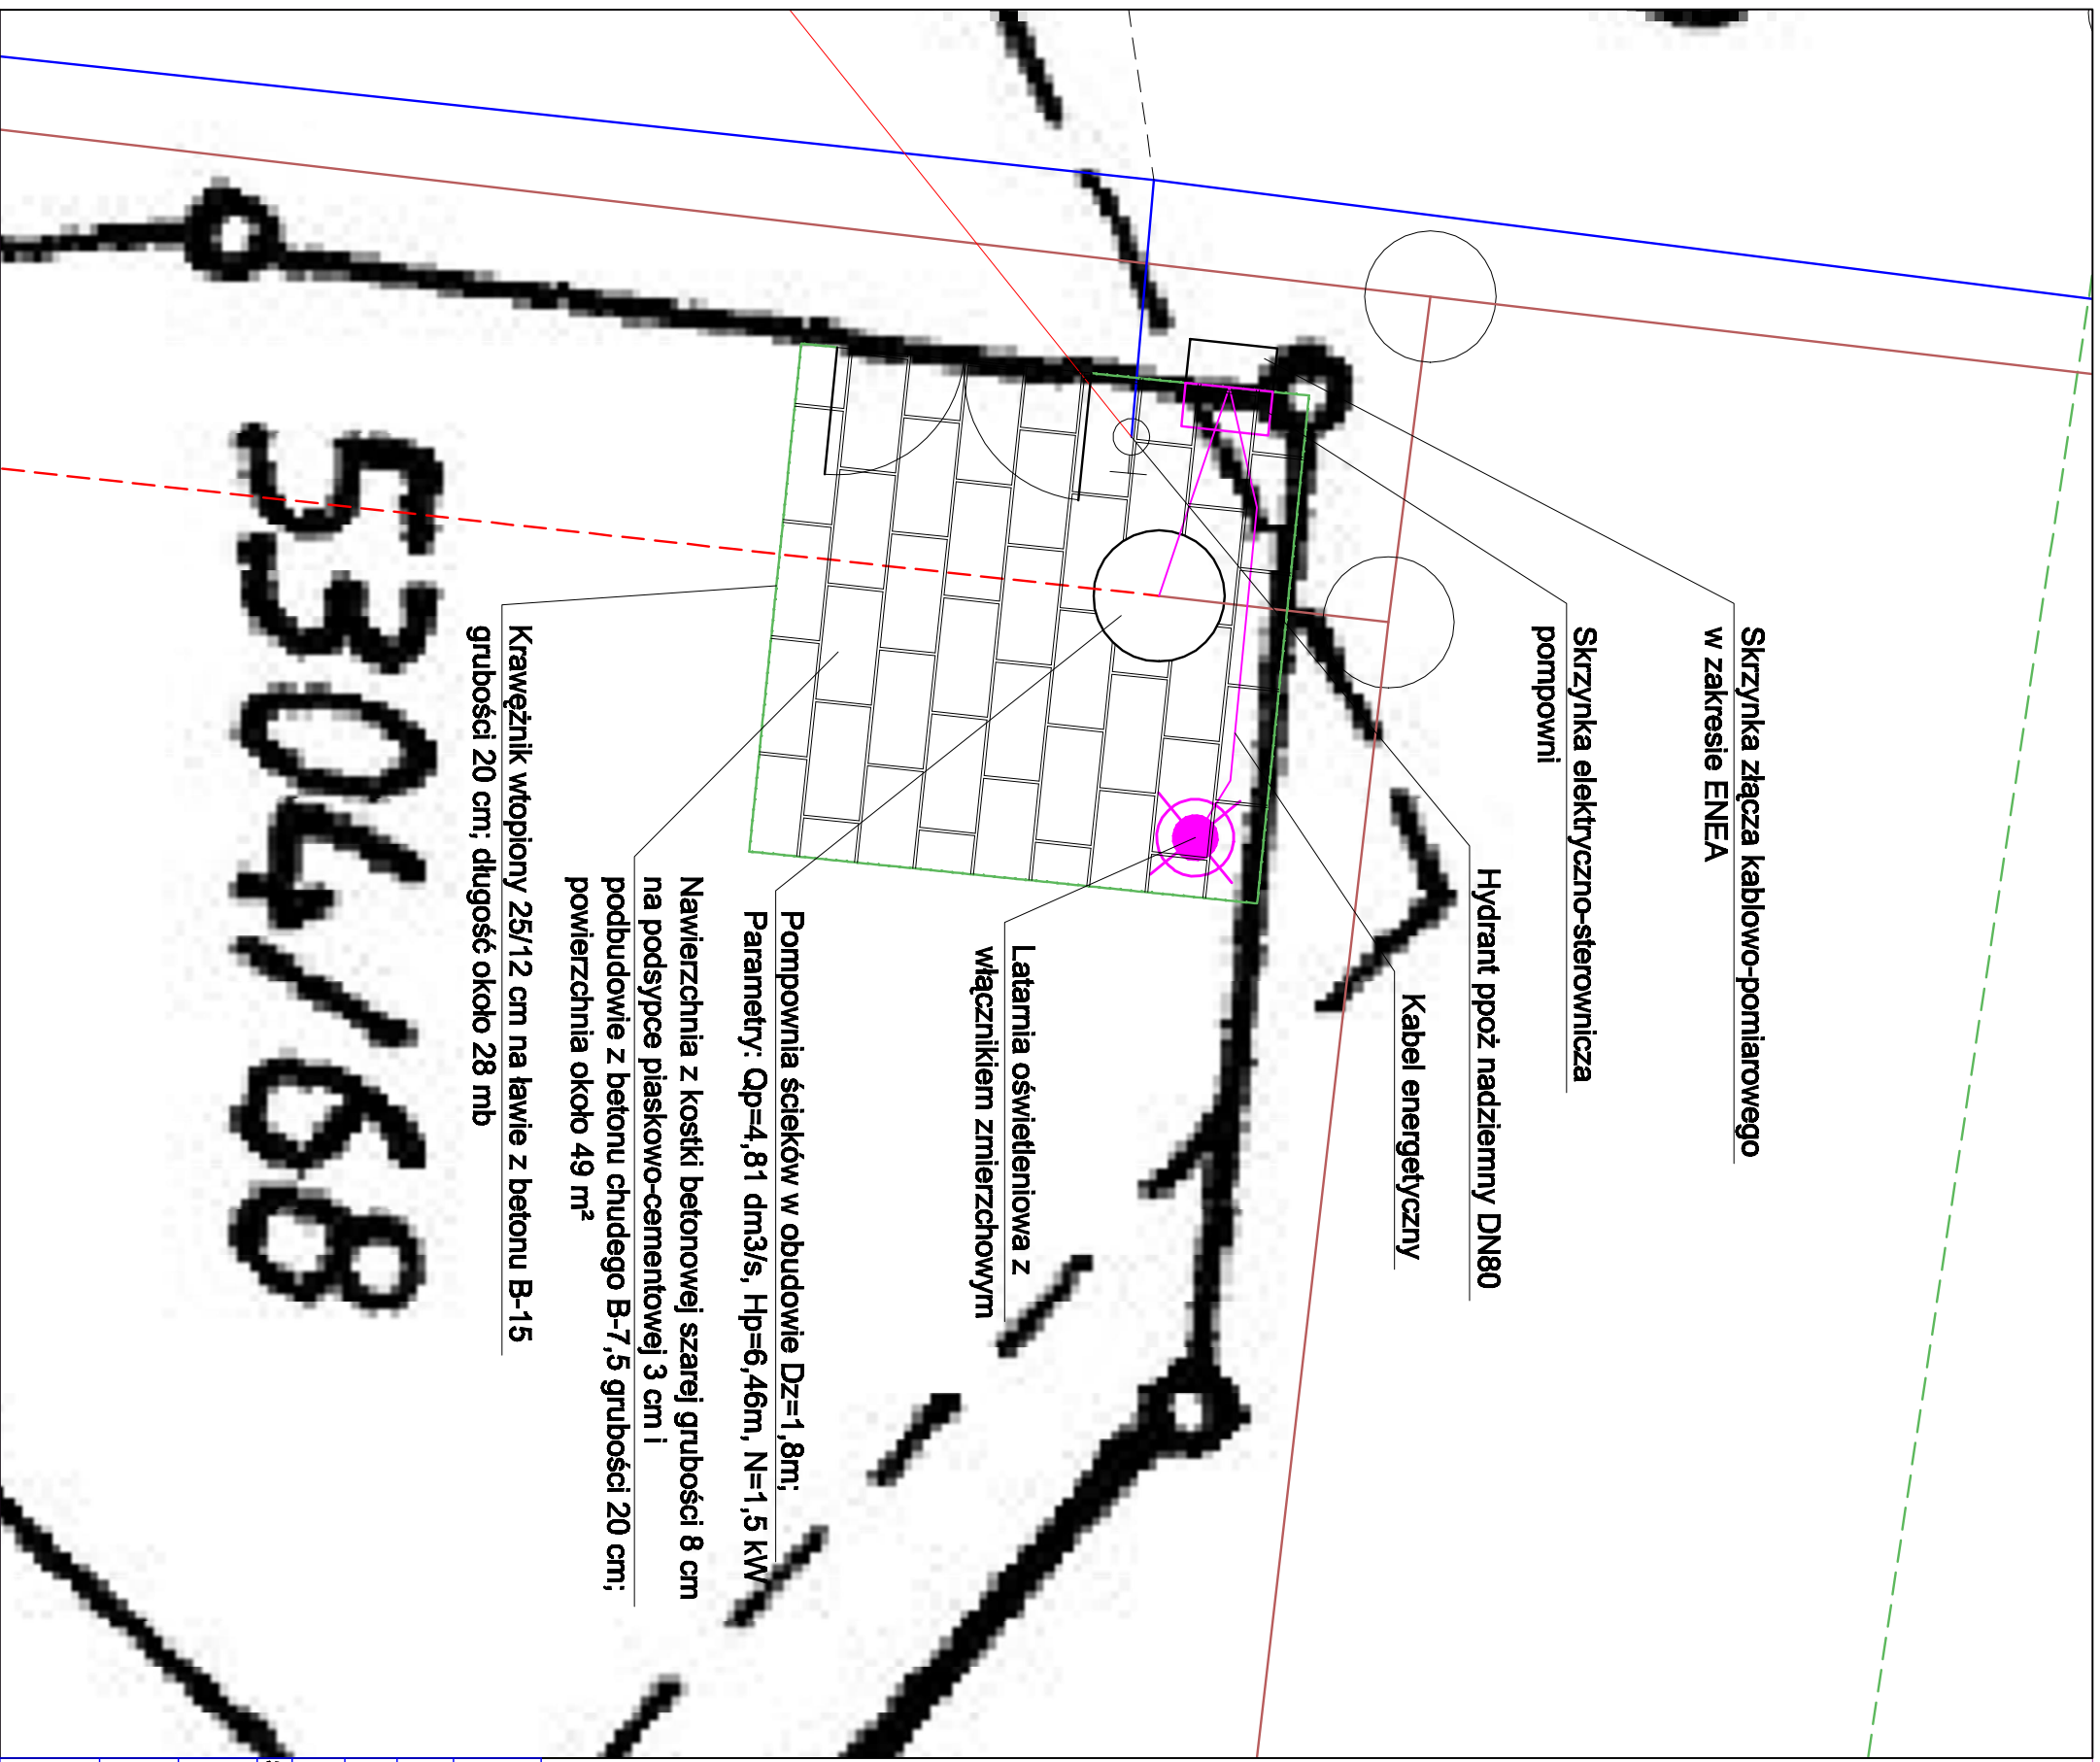 Skrzynka złącza kablowo-pomiarowego
w zakresie ENEA
Skrzynka elektryczno-sterownicza
pompowni
Hydrant ppoż nadziemny DN80
Kabel energetyczny
Latarnia oświetleniowa z
włącznikiem zmierzchowym
Pompownia ścieków w obudowie Dz=1,8m;
Parametry: Qp=4,81 dm3/s, Hp=6,46m, N=1,5 kW
Nawierzchnia z kostki betonowej szarej grubości 8 cm
na podsypce piaskowo-cementowej 3 cm i
podbudowie z betonu chudego B-7,5 grubości 20 cm;
powierzchnia około 49 m²
Krawężnik wtopiony 25/12 cm na ławie z betonu B-15
grubości 20 cm; długość około 28 mb
5304/68